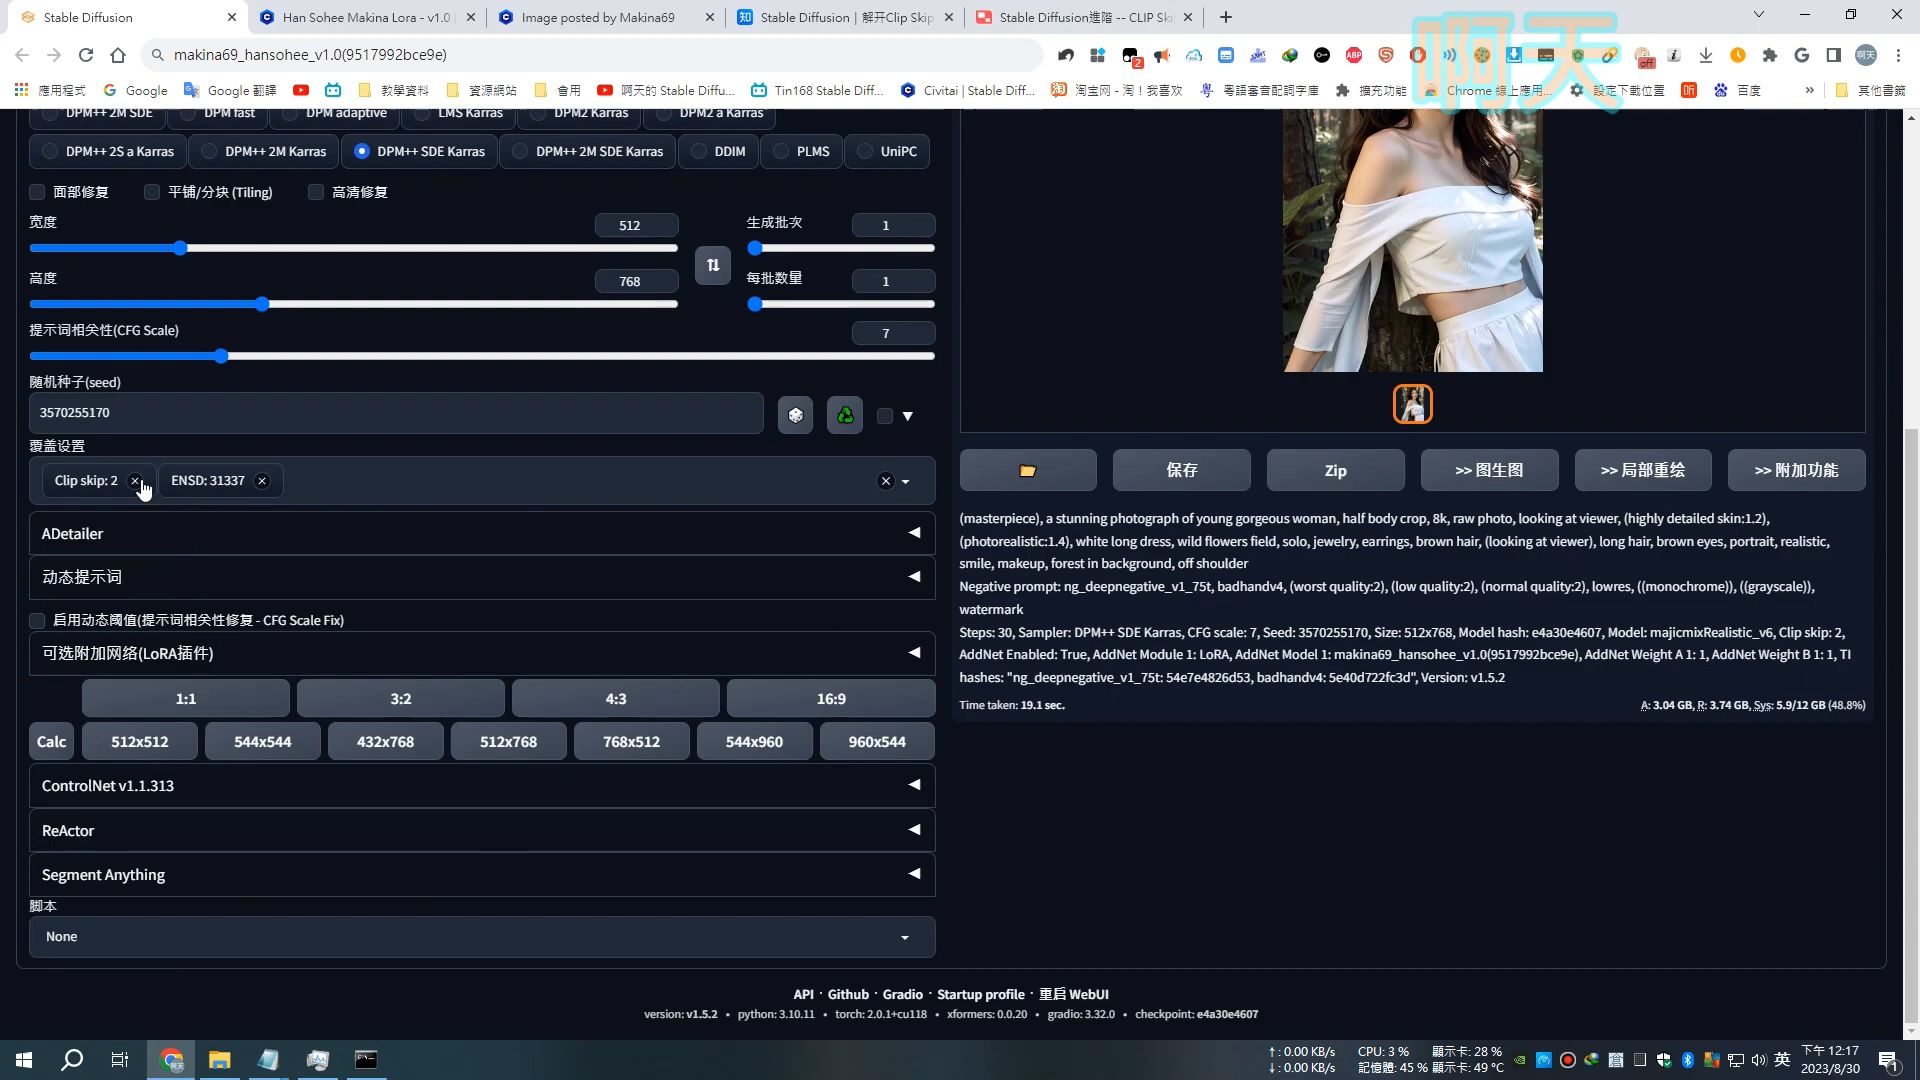 Stable Diffusion
Han Sohee Makina Lora - v1.0
Image posted by Makina69
Stable Diffusion｜解开Clip Skip
Stable Diffusion進階 -- CLIP Ski
makina69_hansohee_v1.0(9517992bce9e)
啊天
應用程式
Google
Google 翻譯
啊天的 Stable Diffu...
Tin168 Stable Diff...
Civitai | Stable Diff...
淘宝网 - 淘！我喜欢
粵語審音配詞字庫
擴充功能
Chrome 線上應用...
設定下載位置
百度
其他書籤
教學資料
資源網站
會用
DPM++ 2M SDE
DPM fast
DPM adaptive
LMS Karras
DPM2 Karras
DPM2 a Karras
DPM++ 2S a Karras
DPM++ 2M Karras
DPM++ SDE Karras
DPM++ 2M SDE Karras
DDIM
PLMS
UniPC
面部修复
平铺/分块 (Tiling)
高清修复
宽度
512
生成批次
1
高度
768
每批数量
1
提示词相关性(CFG Scale)
7
随机种子(seed)
3570255170
覆盖设置
Clip skip: 2
ENSD: 31337
ADetailer
动态提示词
启用动态阈值(提示词相关性修复 - CFG Scale Fix)
可选附加网络(LoRA插件)
1:1
3:2
4:3
16:9
Calc
512x512
544x544
432x768
512x768
768x512
544x960
960x544
ControlNet v1.1.313
ReActor
Segment Anything
脚本
None
保存
Zip
>> 图生图
>> 局部重绘
>> 附加功能
(masterpiece), a stunning photograph of young gorgeous woman, half body crop, 8k, raw photo, looking at viewer, (highly detailed skin:1.2),
(photorealistic:1.4), white long dress, wild flowers field, solo, jewelry, earrings, brown hair, (looking at viewer), long hair, brown eyes, portrait, realistic,
smile, makeup, forest in background, off shoulder
Negative prompt: ng_deepnegative_v1_75t, badhandv4, (worst quality:2), (low quality:2), (normal quality:2), lowres, ((monochrome)), ((grayscale)),
watermark
Steps: 30, Sampler: DPM++ SDE Karras, CFG scale: 7, Seed: 3570255170, Size: 512x768, Model hash: e4a30e4607, Model: majicmixRealistic_v6, Clip skip: 2,
AddNet Enabled: True, AddNet Module 1: LoRA, AddNet Model 1: makina69_hansohee_v1.0(9517992bce9e), AddNet Weight A 1: 1, AddNet Weight B 1: 1, TI
hashes: "ng_deepnegative_v1_75t: 54e7e4826d53, badhandv4: 5e40d722fc3d", Version: v1.5.2
Time taken: 19.1 sec.
A: 3.04 GB, R: 3.74 GB, Sys: 5.9/12 GB (48.8%)
API · Github · Gradio · Startup profile · 重启 WebUI
version: v1.5.2 • python: 3.10.11 • torch: 2.0.1+cu118 • xformers: 0.0.20 • gradio: 3.32.0 • checkpoint: e4a30e4607
↑: 0.00 KB/s
↓: 0.00 KB/s
CPU: 3 % 顯示卡: 28 %
記憶體: 45 % 顯示卡: 49 °C
英
下午 12:17
2023/8/30